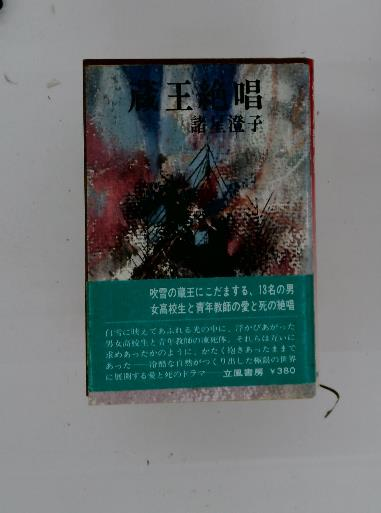 蔵王絶唱
諸星澄子
吹雪の蔵王にこだまする、13名の男
女高校生と青年教師の愛と死の絶唱
白雪に映えてあふれる光の中に、浮かびあがった
男女高校生と青年教師の凍死体。それらは互いに
求めあったかのように、かたく抱きあったままで
あった——冷酷な自然がつくり出した極限の世界
に展開する愛と死のドラマ——立風書房 ￥380